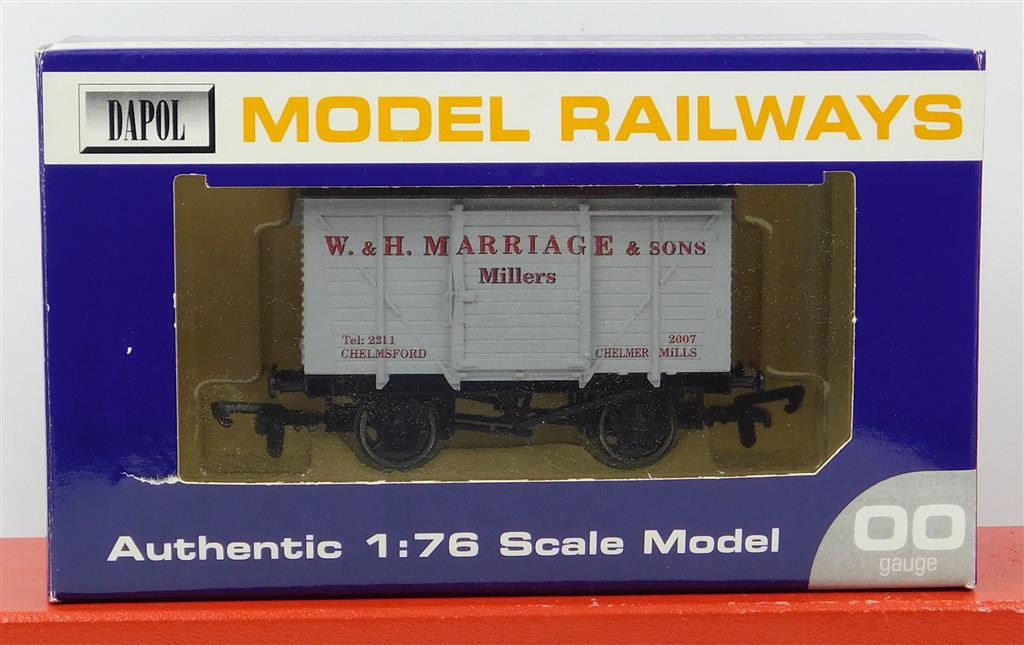 DAPOL
MODEL RAILWAYS
W. & H. MARRIAGE & SONS
Millers
Tel: 2211
CHELMSFORD
2007
CHELMER MILLS
Authentic 1:76 Scale Model
OO
gauge